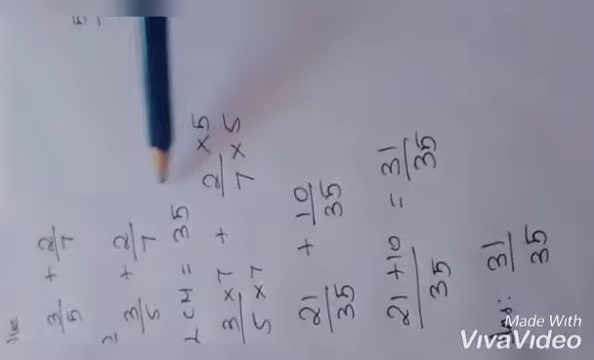 3/5 + 2/7
= 3/5 + 2/7
LCM = 35
3 × 7 / 5 × 7 + 2 × 5 / 7 × 5
21/35 + 10/35
21 + 10 / 35 = 31/35
Ans: 31/35
Made With
VivaVideo